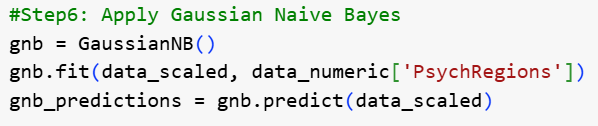 #Step6: Apply Gaussian Naive Bayes
gnb = GaussianNB()
gnb.fit(data_scaled, data_numeric['PsychRegions'])
gnb_predictions = gnb.predict(data_scaled)